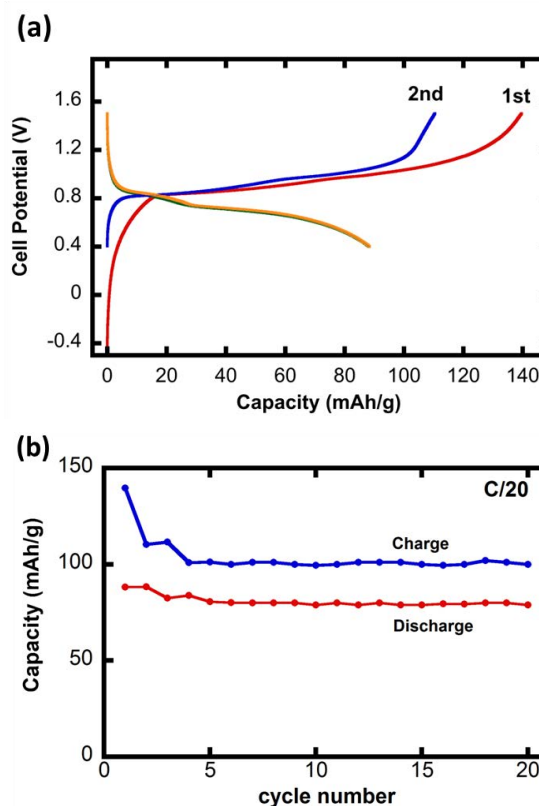 (a)
2nd 1st
1.6
1.2
0.8
0.4
0
-0.4
Cell Potential (V)
0 20 40 60 80 100 120 140
Capacity (mAh/g)
(b)
150
100
50
0
Capacity (mAh/g)
C/20
Charge
Discharge
0 5 10 15 20
cycle number